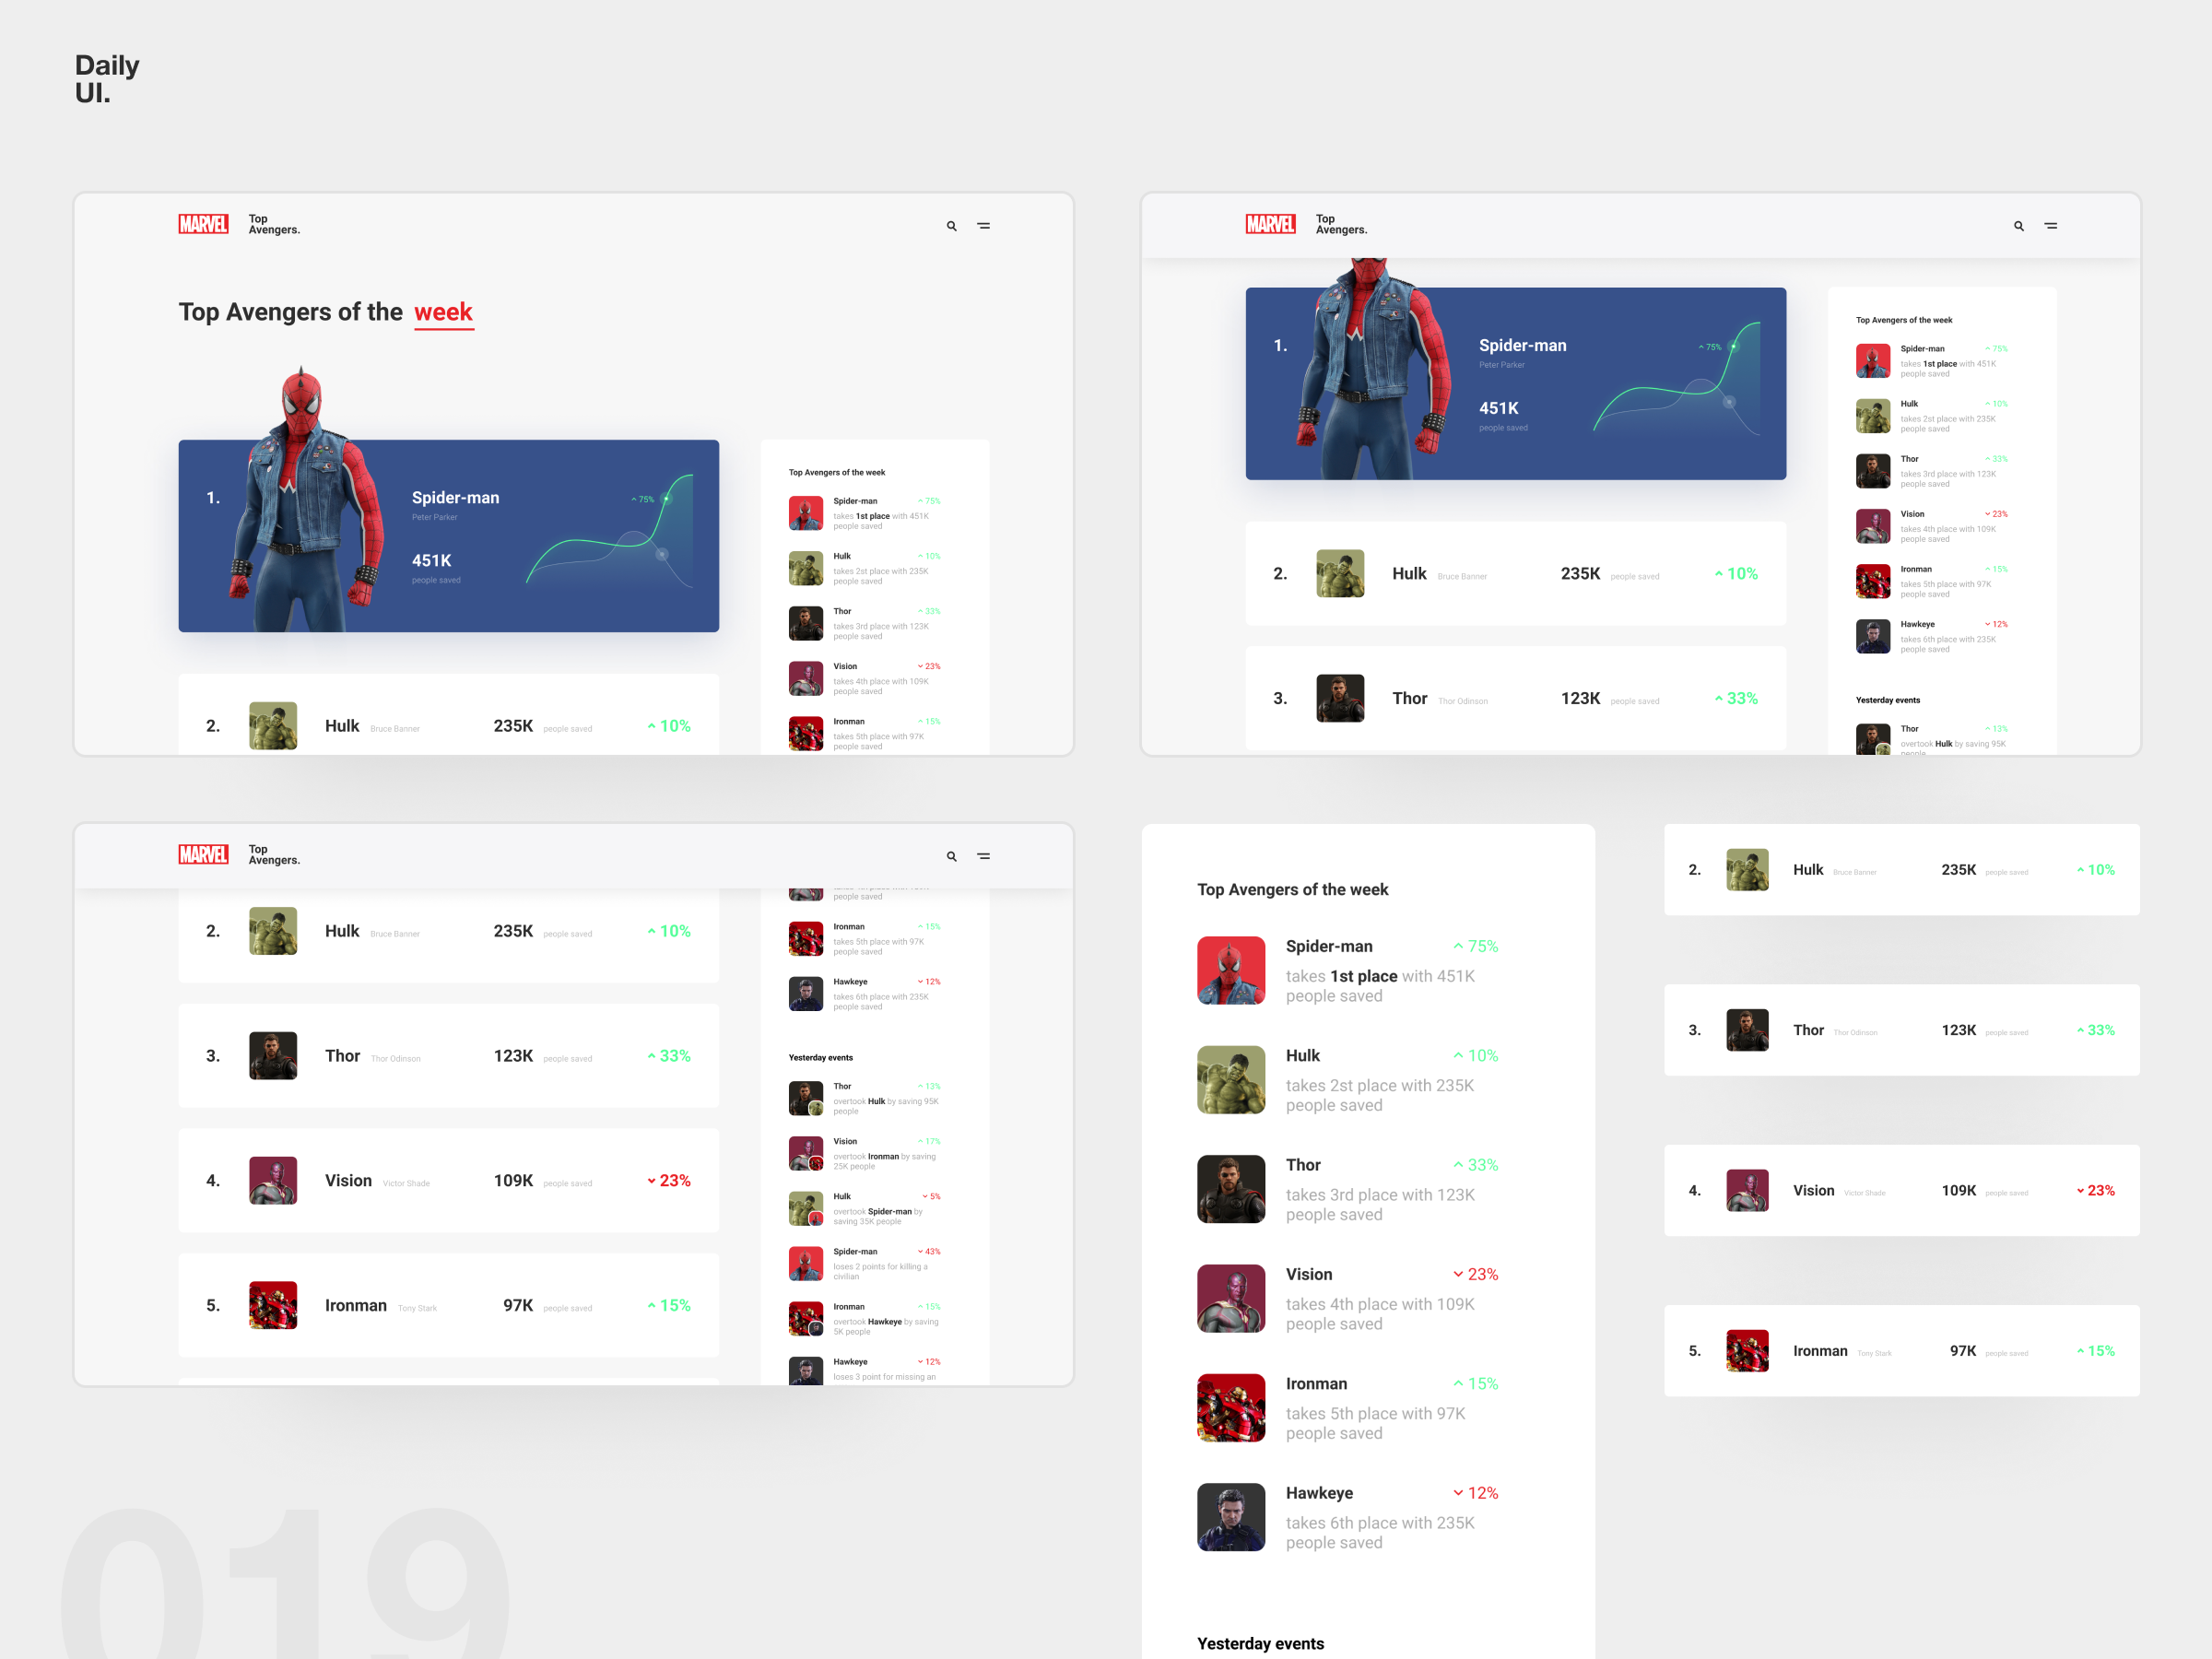 Daily
UI.
MARVEL
Top
Avengers.
Top Avengers of the week
1.
Spider-man
Peter Parker
451K
people saved
75%
2.
Hulk Bruce Banner
235K people saved
10%
Top Avengers of the week
Spider-man 75%
takes 1st place with 451K
people saved
Hulk 10%
takes 2st place with 235K
people saved
Thor 33%
takes 3rd place with 123K
people saved
Vision 23%
takes 4th place with 109K
people saved
Ironman 15%
takes 5th place with 97K
people saved
MARVEL
Top
Avengers.
1.
Spider-man
Peter Parker
451K
people saved
75%
2.
Hulk Bruce Banner
235K people saved
10%
3.
Thor Thor Odinson
123K people saved
33%
Top Avengers of the week
Spider-man 75%
takes 1st place with 451K
people saved
Hulk 10%
takes 2st place with 235K
people saved
Thor 33%
takes 3rd place with 123K
people saved
Vision 23%
takes 4th place with 109K
people saved
Ironman 15%
takes 5th place with 97K
people saved
Hawkeye 12%
takes 6th place with 235K
people saved
Yesterday events
Thor 13%
overtook Hulk by saving 95K
people
MARVEL
Top
Avengers.
2.
Hulk Bruce Banner
235K people saved
10%
3.
Thor Thor Odinson
123K people saved
33%
4.
Vision Victor Shade
109K people saved
23%
5.
Ironman Tony Stark
97K people saved
15%
people saved
Ironman 15%
takes 5th place with 97K
people saved
Hawkeye 12%
takes 6th place with 235K
people saved
Yesterday events
Thor 13%
overtook Hulk by saving 95K
people
Vision 17%
overtook Ironman by saving
25K people
Hulk 5%
overtook Spider-man by
saving 35K people
Spider-man 43%
loses 2 points for killing a
civilian
Ironman 15%
overtook Hawkeye by saving
5K people
Hawkeye 12%
loses 3 point for missing an
Top Avengers of the week
Spider-man 75%
takes 1st place with 451K
people saved
Hulk 10%
takes 2st place with 235K
people saved
Thor 33%
takes 3rd place with 123K
people saved
Vision 23%
takes 4th place with 109K
people saved
Ironman 15%
takes 5th place with 97K
people saved
Hawkeye 12%
takes 6th place with 235K
people saved
Yesterday events
2. Hulk Bruce Banner 235K people saved 10%
3. Thor Thor Odinson 123K people saved 33%
4. Vision Victor Shade 109K people saved 23%
5. Ironman Tony Stark 97K people saved 15%
019